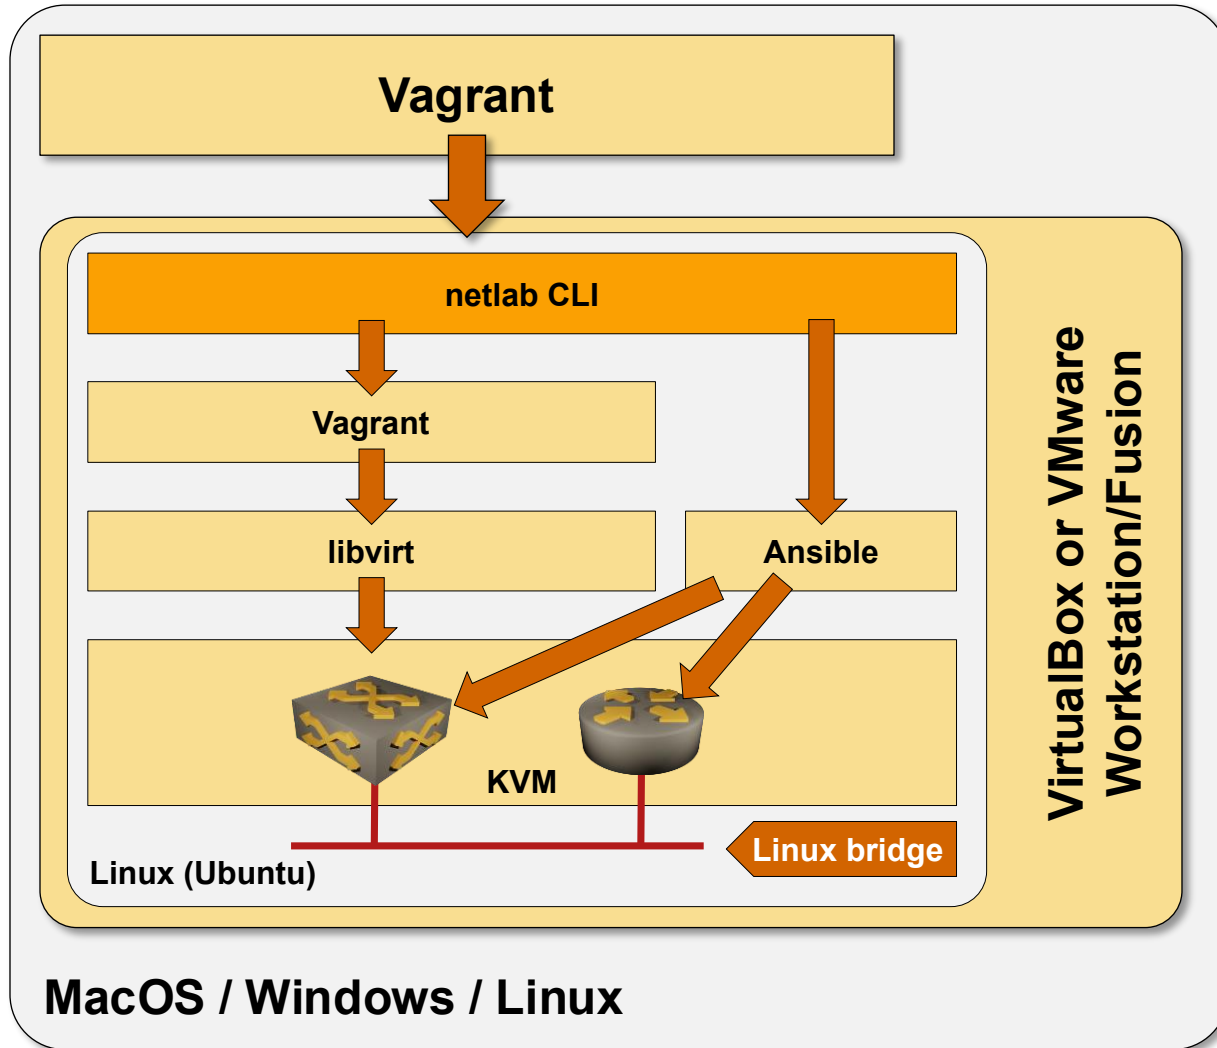 Vagrant
netlab CLI
Vagrant
libvirt
Ansible
KVM
Linux bridge
Linux (Ubuntu)
VirtualBox or VMware
Workstation/Fusion
MacOS / Windows / Linux